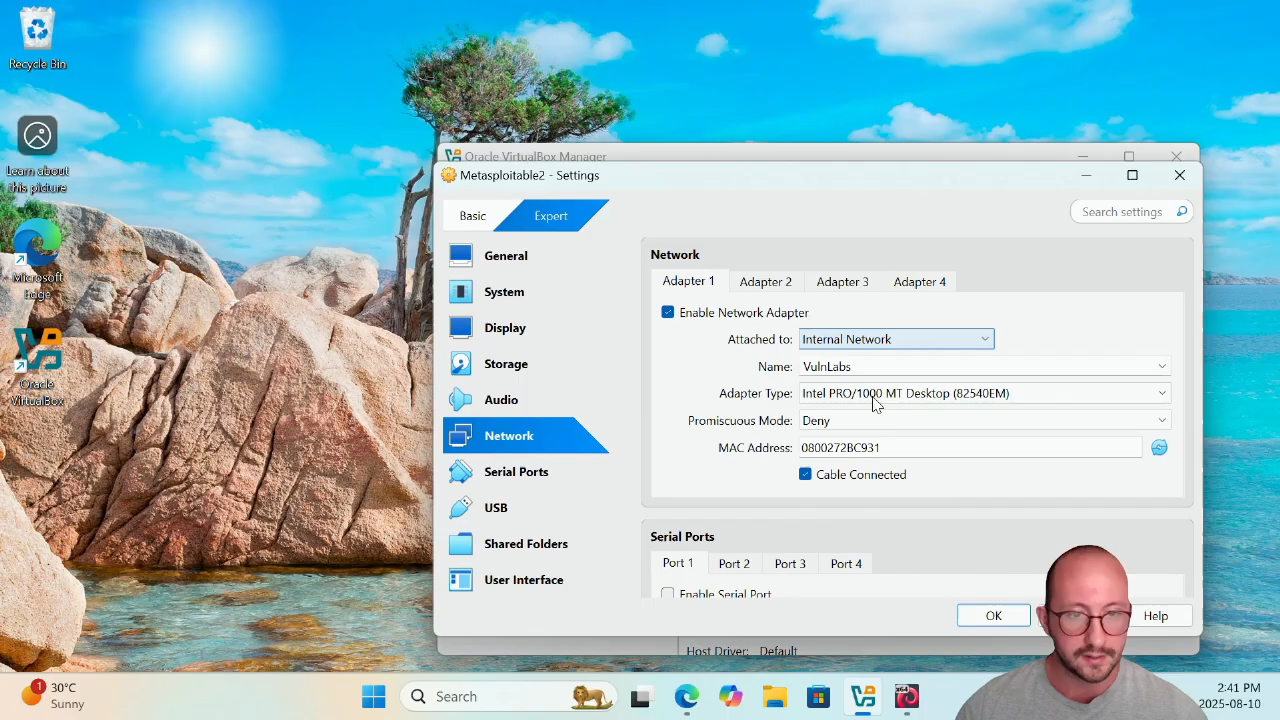 Recycle Bin
Learn about
this picture
Microsoft
Edge
Oracle
VirtualBox
Oracle VirtualBox Manager
Metasploitable2 - Settings
Basic
Expert
Search settings
General
System
Display
Storage
Audio
Network
Serial Ports
USB
Shared Folders
User Interface
Network
Adapter 1
Adapter 2
Adapter 3
Adapter 4
Enable Network Adapter
Attached to: Internal Network
Name: VulnLabs
Adapter Type: Intel PRO/1000 MT Desktop (82540EM)
Promiscuous Mode: Deny
MAC Address: 0800272BC931
Cable Connected
Serial Ports
Port 1
Port 2
Port 3
Port 4
Enable Serial Port
OK
Help
Host Driver: Default
1
30°C
Sunny
Search
x64
2:41 PM
2025-08-10